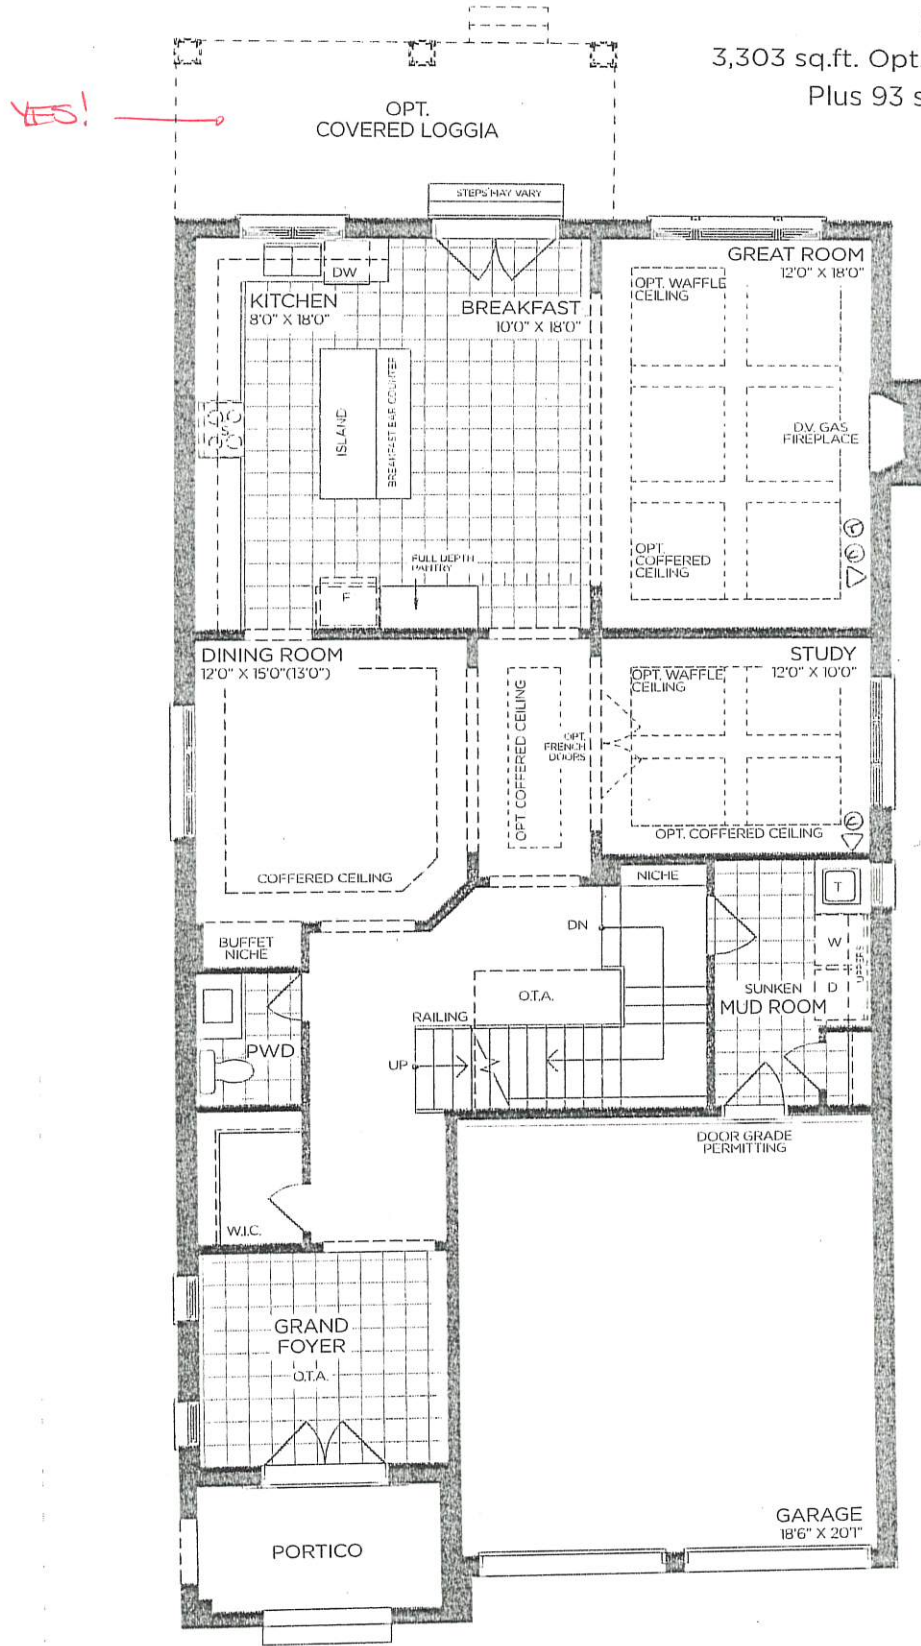 3,303 sq.ft. Opt.
Plus 93 s
YES!
OPT.
COVERED LOGGIA
STEPS MAY VARY
DW
KITCHEN
8'0" X 18'0"
BREAKFAST
10'0" X 18'0"
GREAT ROOM
12'0" X 18'0"
OPT. WAFFLE
CEILING
ISLAND
BREAKFAST BAR COUNTER
D.V. GAS
FIREPLACE
OPT.
COFFERED
CEILING
FULL DEPTH
PANTRY
F
DINING ROOM
12'0" X 15'0"(13'0")
COFFERED CEILING
OPT COFFERED CEILING
OPT.
FRENCH
DOORS
STUDY
12'0" X 10'0"
OPT. WAFFLE
CEILING
OPT. COFFERED CEILING
NICHE
BUFFET
NICHE
DN
T
W
D
UPPERS
SUNKEN
MUD ROOM
O.T.A.
RAILING
UP
PWD
DOOR GRADE
PERMITTING
W.I.C.
GRAND
FOYER
O.T.A.
PORTICO
GARAGE
18'6" X 20'1"